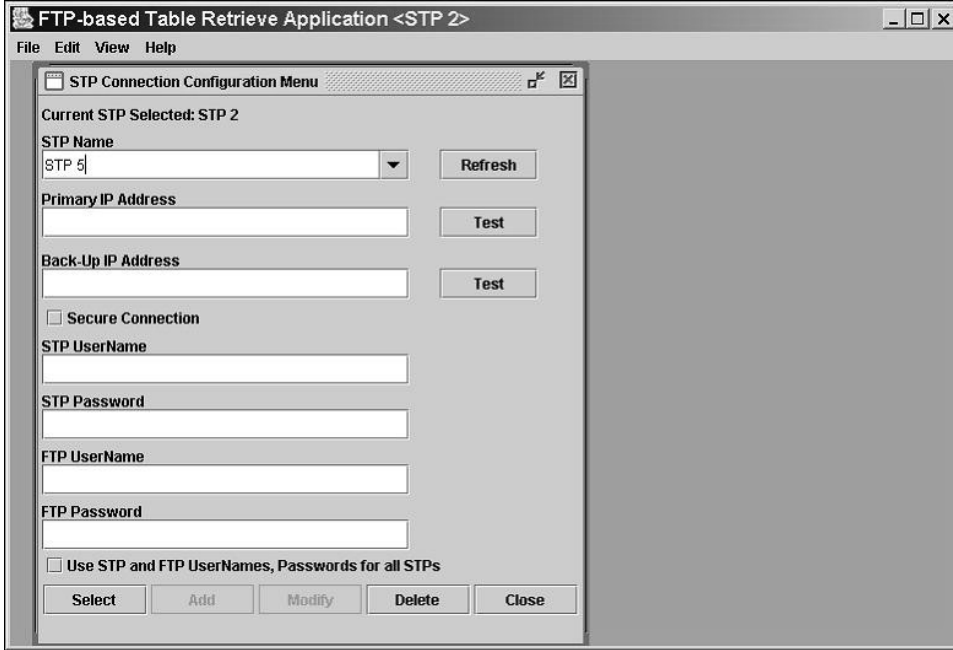 FTP-based Table Retrieve Application <STP 2>
File Edit View Help
STP Connection Configuration Menu
Current STP Selected: STP 2
STP Name
STP 5
Refresh
Primary IP Address
Test
Back-Up IP Address
Test
Secure Connection
STP UserName
STP Password
FTP UserName
FTP Password
Use STP and FTP UserNames, Passwords for all STPs
Select Add Modify Delete Close